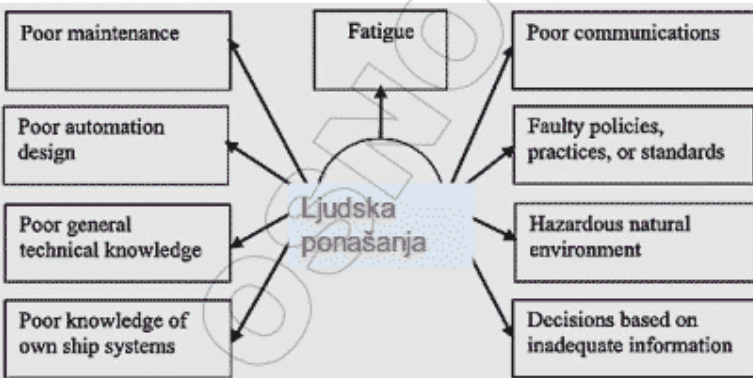 Poor maintenance
Fatigue
Poor communications
Poor automation
design
Faulty policies,
practices, or standards
Ljudska
ponašanja
Poor general
technical knowledge
Hazardous natural
environment
Poor knowledge of
own ship systems
Decisions based on
inadequate information